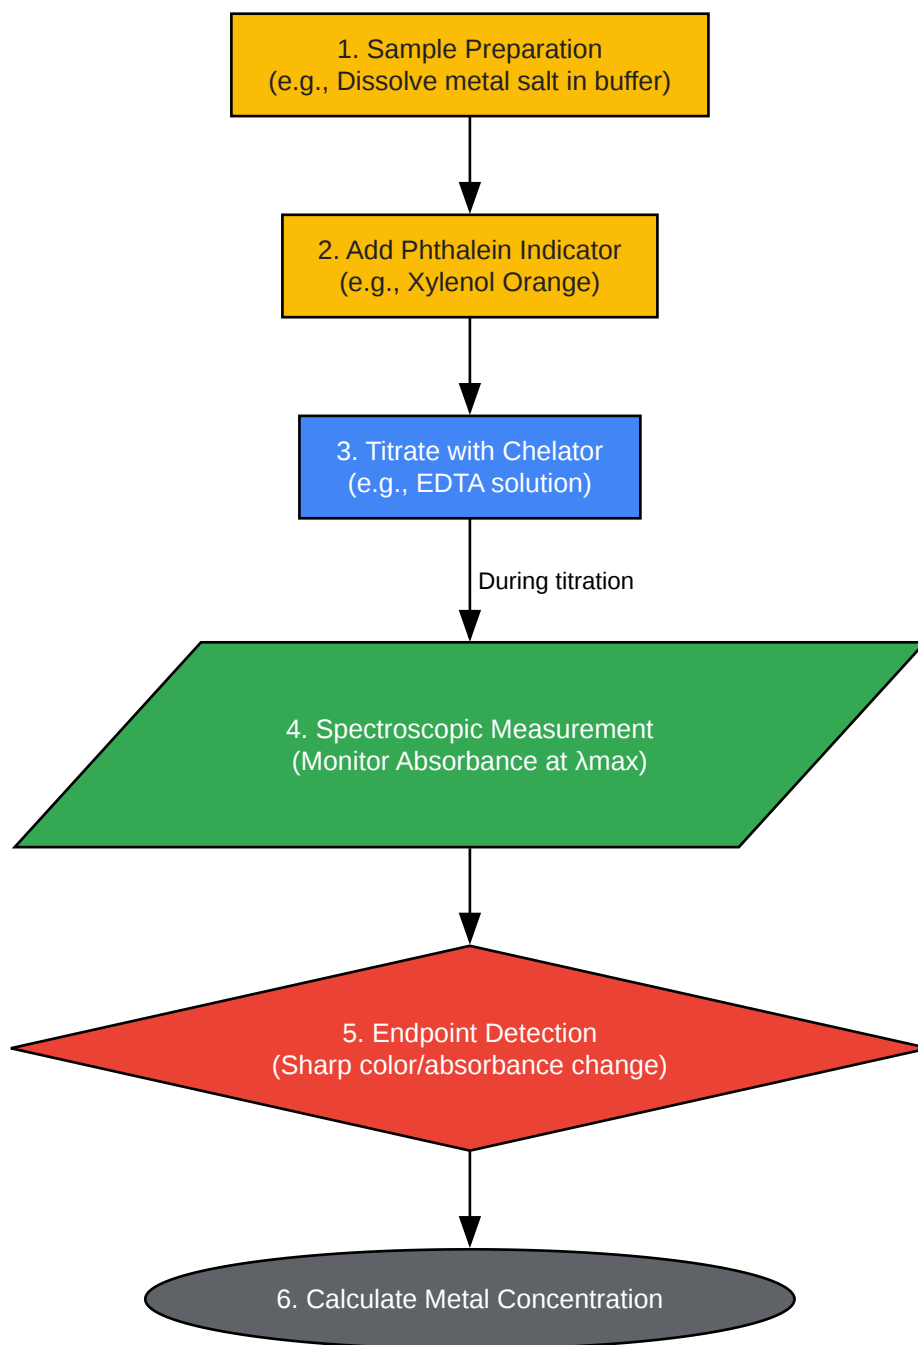 1. Sample Preparation
(e.g., Dissolve metal salt in buffer)
2. Add Phthalein Indicator
(e.g., Xylenol Orange)
3. Titrate with Chelator
(e.g., EDTA solution)
During titration
4. Spectroscopic Measurement
(Monitor Absorbance at λmax)
5. Endpoint Detection
(Sharp color/absorbance change)
6. Calculate Metal Concentration